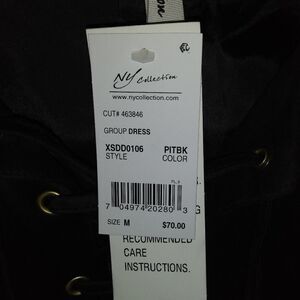 NY Collection
www.nycollection.com
CUT# 463846
GROUP DRESS
XSDD0106 PITBK
STYLE COLOR
7 04974 20280 3
SIZE M $70.00
RECOMMENDED
CARE
INSTRUCTIONS.